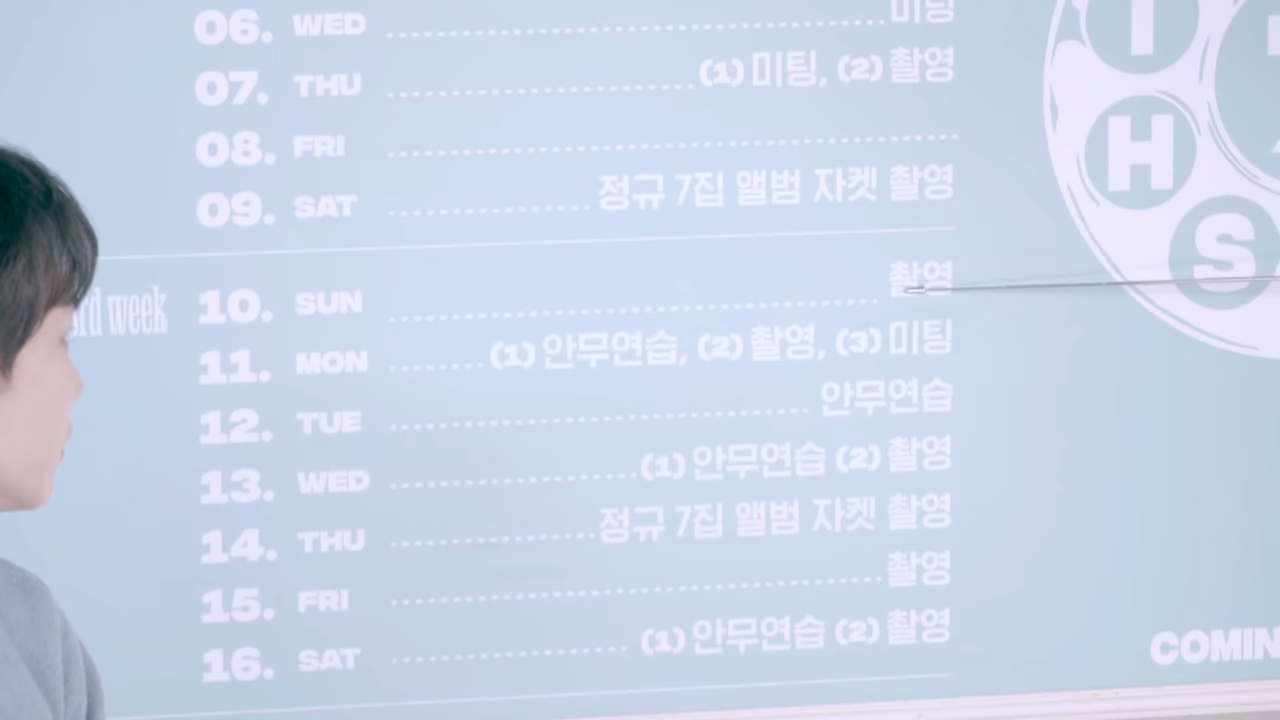 06. WED 미팅
07. THU (1) 미팅, (2) 촬영
08. FRI
09. SAT 정규 7집 앨범 자켓 촬영
week
10. SUN 촬영
11. MON (1) 안무연습, (2) 촬영, (3) 미팅
12. TUE 안무연습
13. WED (1) 안무연습 (2) 촬영
14. THU 정규 7집 앨범 자켓 촬영
15. FRI 촬영
16. SAT (1) 안무연습 (2) 촬영
H
S